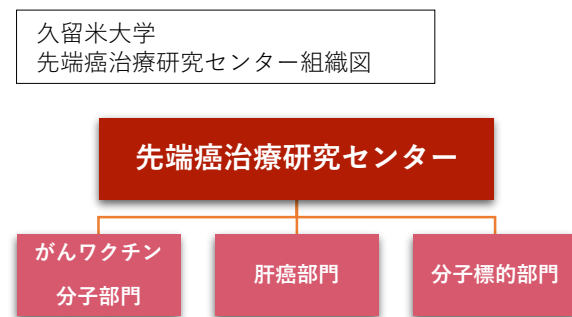 久留米大学
先端癌治療研究センター組織図
先端癌治療研究センター
がんワクチン
分子部門
肝癌部門
分子標的部門